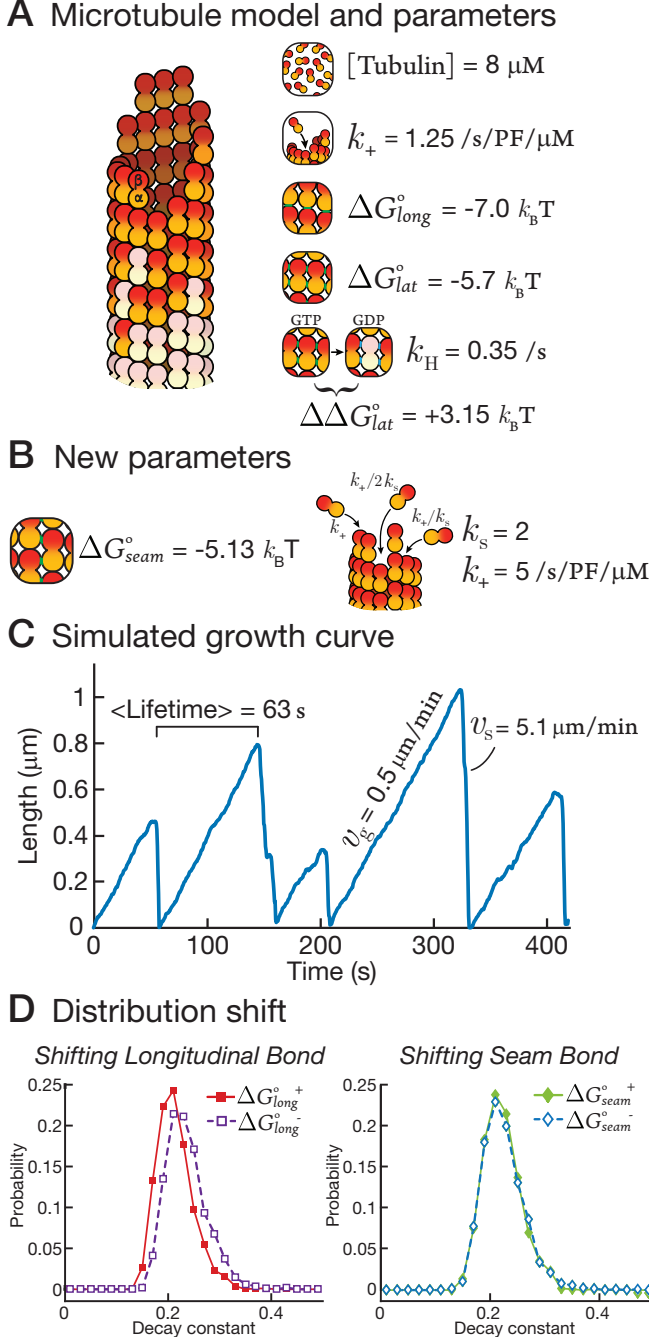 A Microtubule model and parameters
[Tubulin] = 8 μM
k+ = 1.25 /s/PF/μM
β
α
ΔG°long = -7.0 kBT
ΔG°lat = -5.7 kBT
GTP GDP
kH = 0.35 /s
ΔΔG°lat = +3.15 kBT
B New parameters
ΔG°seam = -5.13 kBT
k+/2ks
k+ k+/ks
ks = 2
k+ = 5 /s/PF/μM
C Simulated growth curve
<Lifetime> = 63 s
vg = 0.5 μm/min
vs = 5.1 μm/min
Length (μm)
1
0.8
0.6
0.4
0.2
0
0 100 200 300 400
Time (s)
D Distribution shift
Shifting Longitudinal Bond
ΔG°long+
ΔG°long-
Probability
0.25
0.2
0.15
0.1
0.05
0
0 0.2 0.4
Decay constant
Shifting Seam Bond
ΔG°seam+
ΔG°seam-
Probability
0.25
0.2
0.15
0.1
0.05
0
0 0.2 0.4
Decay constant